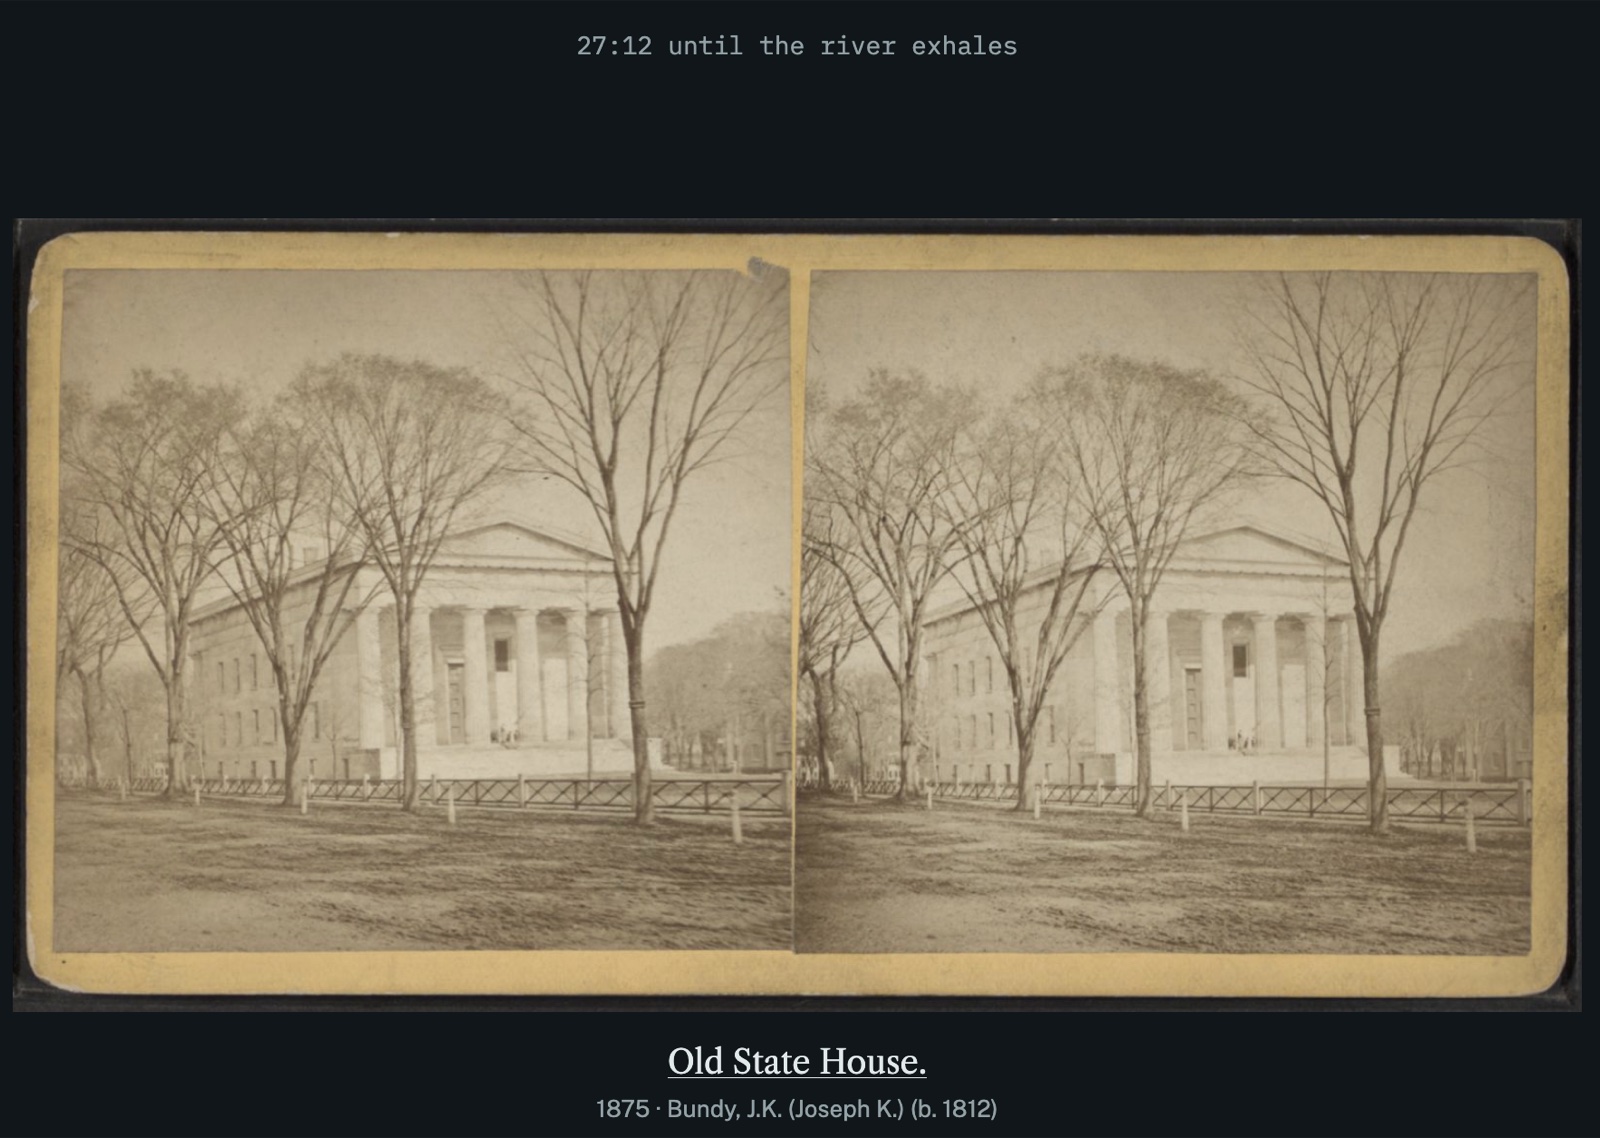 27:12 until the river exhales
Old State House.
1875 · Bundy, J.K. (Joseph K.) (b. 1812)